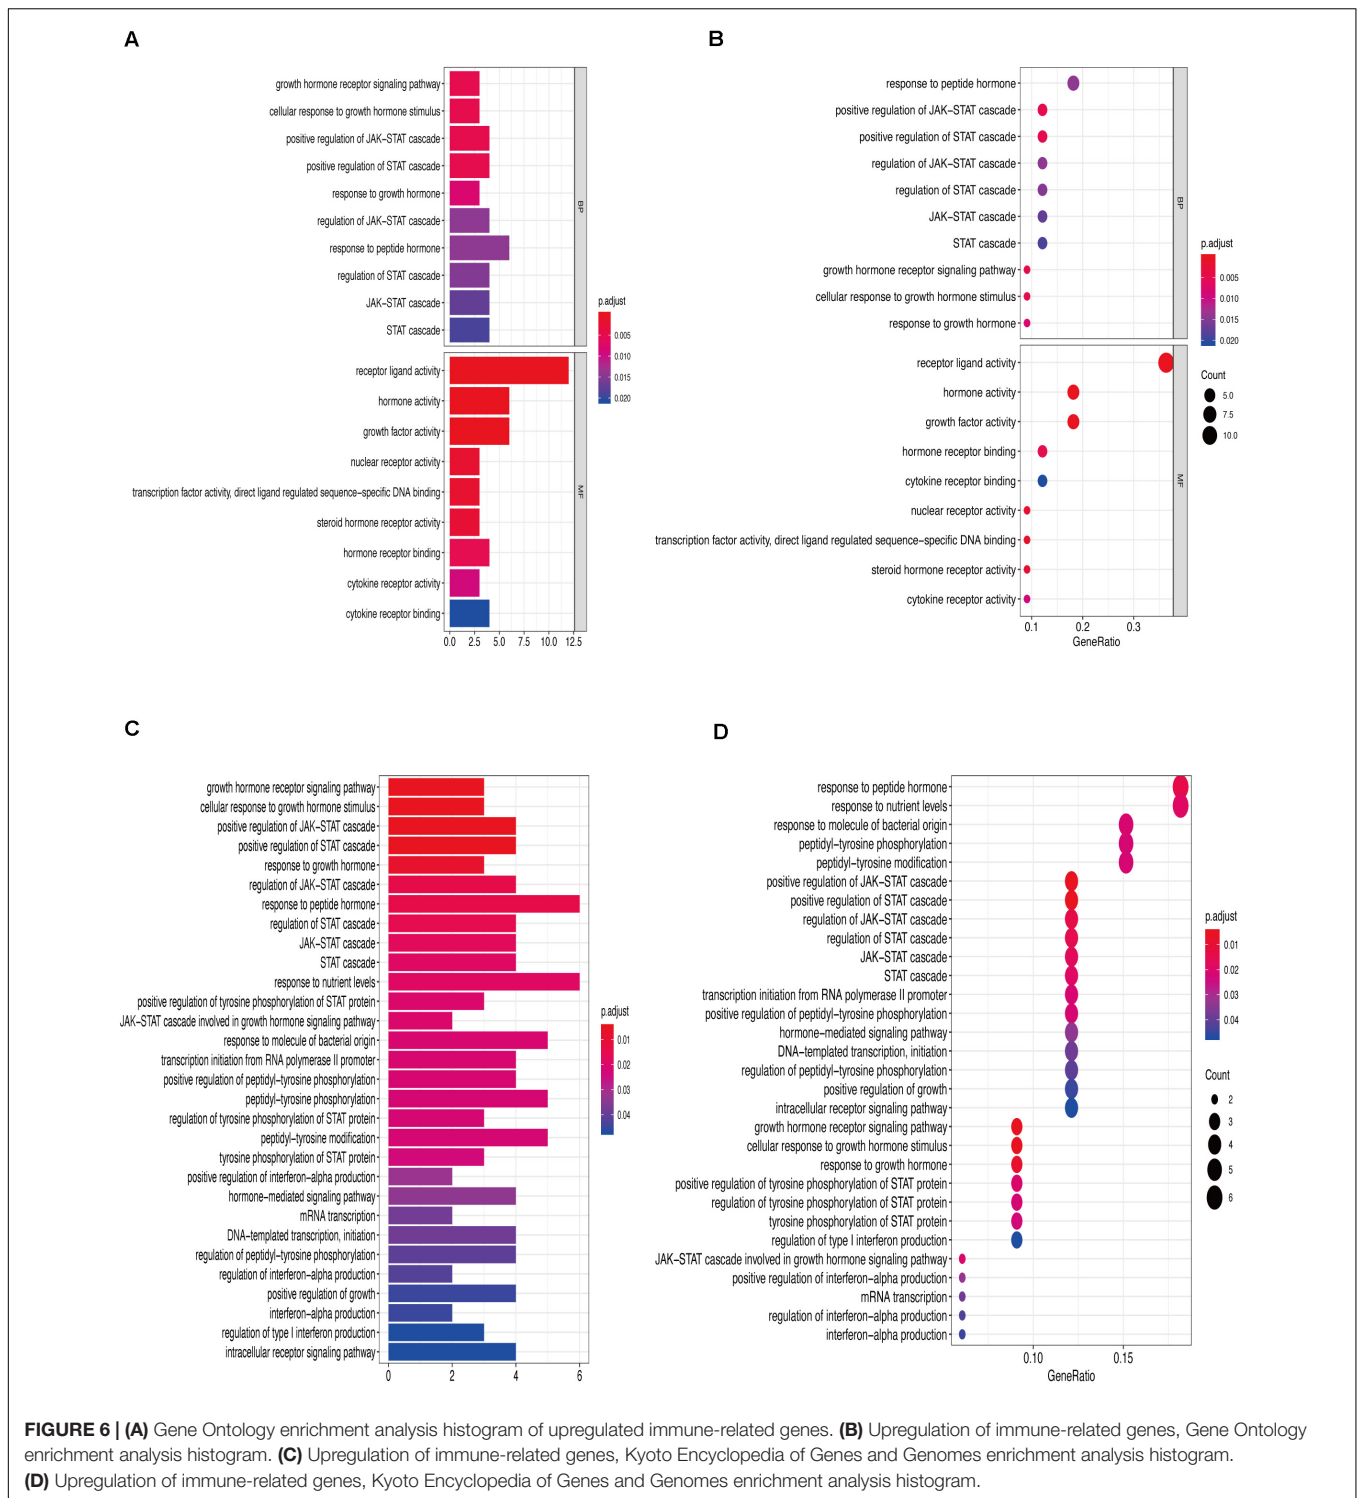 A
growth hormone receptor signaling pathway
cellular response to growth hormone stimulus
positive regulation of JAK−STAT cascade
positive regulation of STAT cascade
response to growth hormone
regulation of JAK−STAT cascade
response to peptide hormone
regulation of STAT cascade
JAK−STAT cascade
STAT cascade
BP
receptor ligand activity
hormone activity
growth factor activity
nuclear receptor activity
transcription factor activity, direct ligand regulated sequence−specific DNA binding
steroid hormone receptor activity
hormone receptor binding
cytokine receptor activity
cytokine receptor binding
MF
0.0 2.5 5.0 7.5 10.0 12.5
p.adjust
0.005
0.010
0.015
0.020
B
response to peptide hormone
positive regulation of JAK−STAT cascade
positive regulation of STAT cascade
regulation of JAK−STAT cascade
regulation of STAT cascade
JAK−STAT cascade
STAT cascade
growth hormone receptor signaling pathway
cellular response to growth hormone stimulus
response to growth hormone
BP
receptor ligand activity
hormone activity
growth factor activity
hormone receptor binding
cytokine receptor binding
nuclear receptor activity
transcription factor activity, direct ligand regulated sequence−specific DNA binding
steroid hormone receptor activity
cytokine receptor activity
MF
0.1 0.2 0.3
GeneRatio
p.adjust
0.005
0.010
0.015
0.020
Count
5.0
7.5
10.0
C
growth hormone receptor signaling pathway
cellular response to growth hormone stimulus
positive regulation of JAK−STAT cascade
positive regulation of STAT cascade
response to growth hormone
regulation of JAK−STAT cascade
response to peptide hormone
regulation of STAT cascade
JAK−STAT cascade
STAT cascade
response to nutrient levels
positive regulation of tyrosine phosphorylation of STAT protein
JAK−STAT cascade involved in growth hormone signaling pathway
response to molecule of bacterial origin
transcription initiation from RNA polymerase II promoter
positive regulation of peptidyl−tyrosine phosphorylation
peptidyl−tyrosine phosphorylation
regulation of tyrosine phosphorylation of STAT protein
peptidyl−tyrosine modification
tyrosine phosphorylation of STAT protein
positive regulation of interferon−alpha production
hormone−mediated signaling pathway
mRNA transcription
DNA−templated transcription, initiation
regulation of peptidyl−tyrosine phosphorylation
regulation of interferon−alpha production
positive regulation of growth
interferon−alpha production
regulation of type I interferon production
intracellular receptor signaling pathway
0 2 4 6
p.adjust
0.01
0.02
0.03
0.04
D
response to peptide hormone
response to nutrient levels
response to molecule of bacterial origin
peptidyl−tyrosine phosphorylation
peptidyl−tyrosine modification
positive regulation of JAK−STAT cascade
positive regulation of STAT cascade
regulation of JAK−STAT cascade
regulation of STAT cascade
JAK−STAT cascade
STAT cascade
transcription initiation from RNA polymerase II promoter
positive regulation of peptidyl−tyrosine phosphorylation
hormone−mediated signaling pathway
DNA−templated transcription, initiation
regulation of peptidyl−tyrosine phosphorylation
positive regulation of growth
intracellular receptor signaling pathway
growth hormone receptor signaling pathway
cellular response to growth hormone stimulus
response to growth hormone
positive regulation of tyrosine phosphorylation of STAT protein
regulation of tyrosine phosphorylation of STAT protein
tyrosine phosphorylation of STAT protein
regulation of type I interferon production
JAK−STAT cascade involved in growth hormone signaling pathway
positive regulation of interferon−alpha production
mRNA transcription
regulation of interferon−alpha production
interferon−alpha production
0.10 0.15
GeneRatio
p.adjust
0.01
0.02
0.03
0.04
Count
2
3
4
5
6
FIGURE 6 | (A) Gene Ontology enrichment analysis histogram of upregulated immune-related genes. (B) Upregulation of immune-related genes, Gene Ontology
enrichment analysis histogram. (C) Upregulation of immune-related genes, Kyoto Encyclopedia of Genes and Genomes enrichment analysis histogram.
(D) Upregulation of immune-related genes, Kyoto Encyclopedia of Genes and Genomes enrichment analysis histogram.